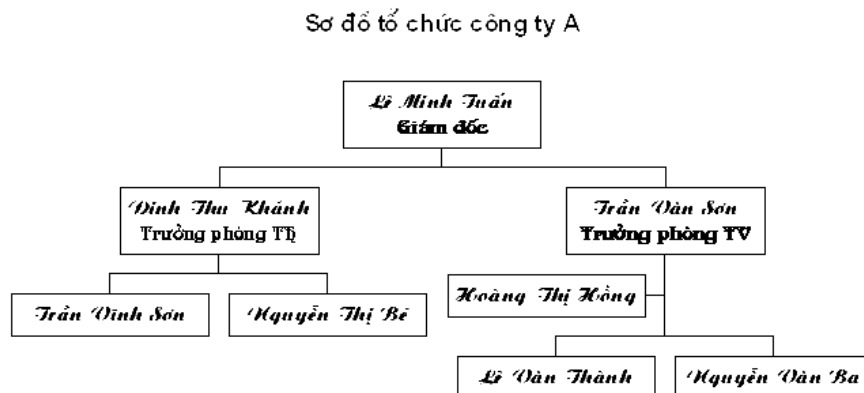 Sơ đồ tổ chức công ty A
Lê Minh Tuấn
Giám đốc
Đinh Thu Khánh
Trưởng phòng TH
Trần Văn Sơn
Trưởng phòng TV
Hoàng Thị Hồng
Trần Vĩnh Sơn
Nguyễn Thị Bé
Lê Văn Thành
Nguyễn Văn Ba